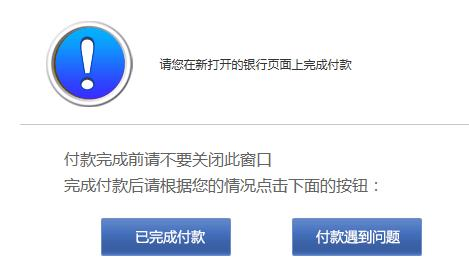 请您在新打开的银行页面上完成付款
付款完成前请不要关闭此窗口
完成付款后请根据您的情况点击下面的按钮：
已完成付款
付款遇到问题